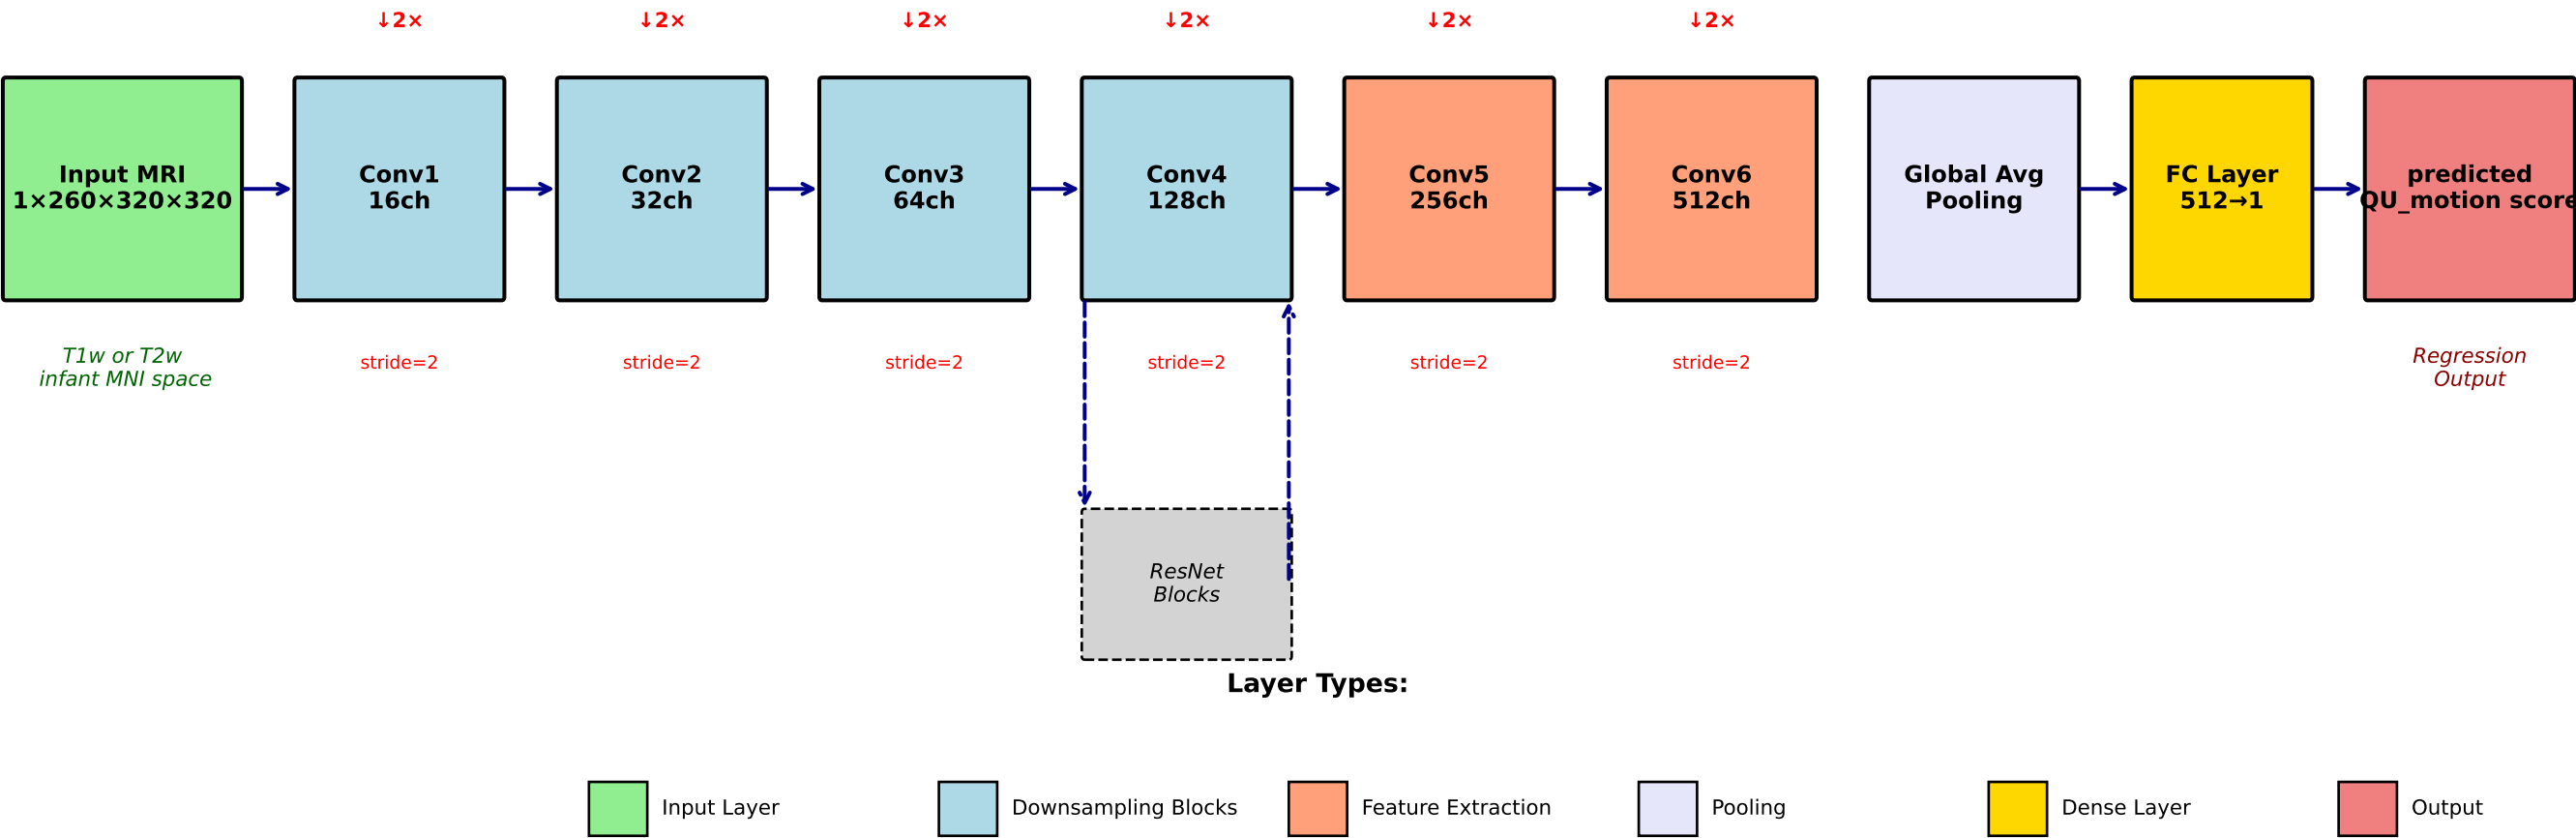 ↓2× ↓2× ↓2× ↓2× ↓2× ↓2×
Input MRI
1×260×320×320
Conv1
16ch
Conv2
32ch
Conv3
64ch
Conv4
128ch
Conv5
256ch
Conv6
512ch
Global Avg
Pooling
FC Layer
512→1
predicted
QU_motion score
T1w or T2w
infant MNI space
stride=2
stride=2
stride=2
stride=2
stride=2
stride=2
Regression
Output
ResNet
Blocks
Layer Types:
Input Layer
Downsampling Blocks
Feature Extraction
Pooling
Dense Layer
Output